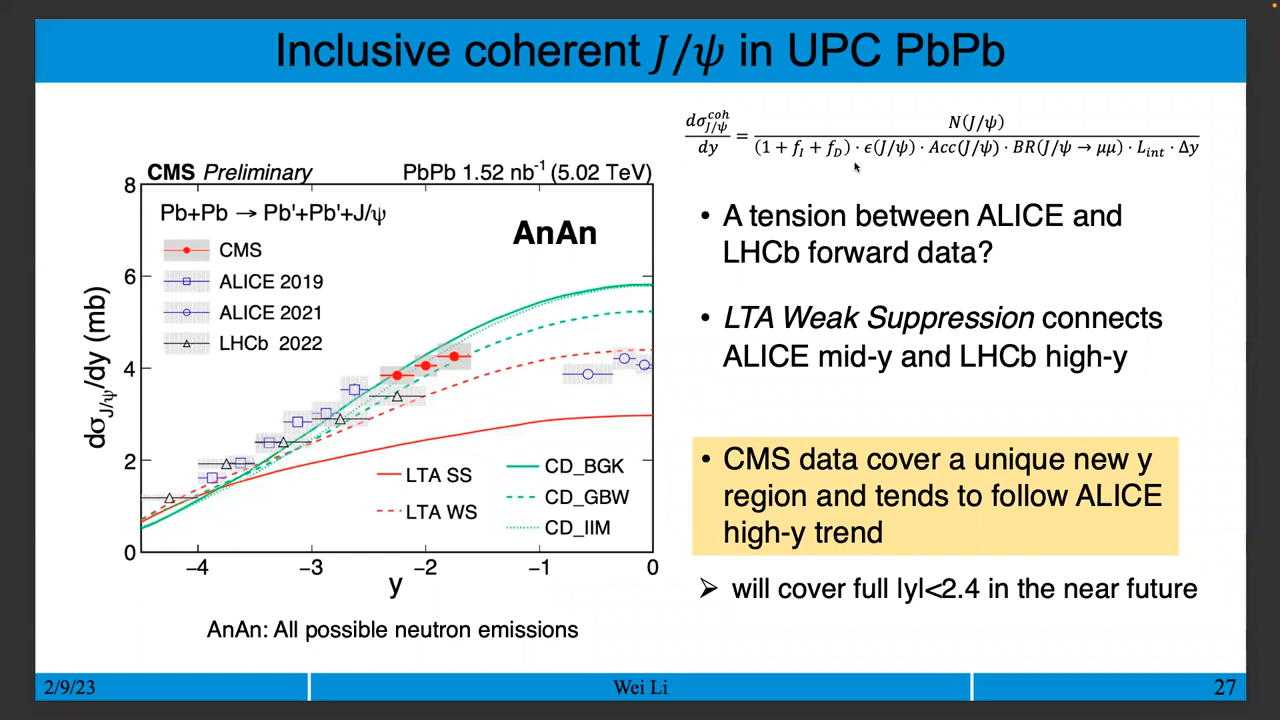 Inclusive coherent J/ψ in UPC PbPb
dσ^{coh}_{J/ψ}/dy = N(J/ψ)/((1 + f_I + f_D) · ϵ(J/ψ) · Acc(J/ψ) · BR(J/ψ → μμ) · L_{int} · Δy)
CMS Preliminary PbPb 1.52 nb⁻¹ (5.02 TeV)
Pb+Pb → Pb'+Pb'+J/ψ
AnAn
CMS
ALICE 2019
ALICE 2021
LHCb 2022
LTA SS
LTA WS
CD_BGK
CD_GBW
CD_IIM
dσ_{J/ψ}/dy (mb)
8
6
4
2
0
−4 −3 −2 −1 0
y
AnAn: All possible neutron emissions
• A tension between ALICE and
LHCb forward data?
• LTA Weak Suppression connects
ALICE mid-y and LHCb high-y
• CMS data cover a unique new y
region and tends to follow ALICE
high-y trend
➢ will cover full |y|<2.4 in the near future
2/9/23 Wei Li 27